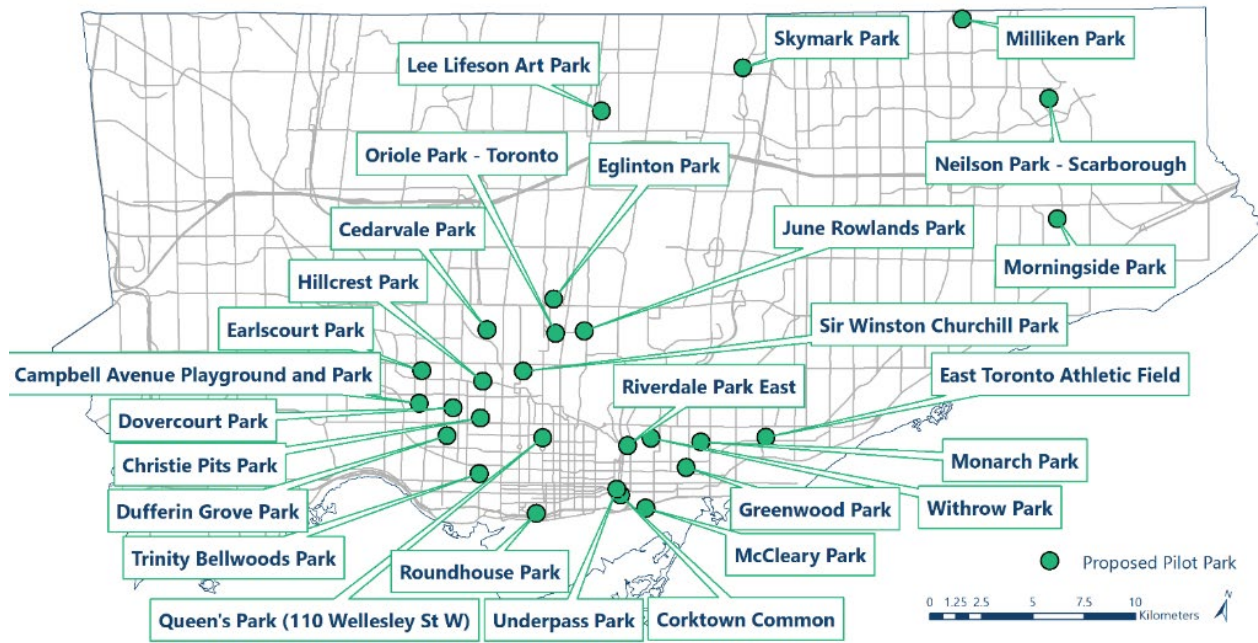 Skymark Park
Milliken Park
Lee Lifeson Art Park
Oriole Park - Toronto
Eglinton Park
Neilson Park - Scarborough
Cedarvale Park
June Rowlands Park
Morningside Park
Hillcrest Park
Earlscourt Park
Sir Winston Churchill Park
Campbell Avenue Playground and Park
Riverdale Park East
East Toronto Athletic Field
Dovercourt Park
Christie Pits Park
Monarch Park
Dufferin Grove Park
Greenwood Park
Withrow Park
Trinity Bellwoods Park
Roundhouse Park
McCleary Park
Proposed Pilot Park
Queen's Park (110 Wellesley St W)
Underpass Park
Corktown Common
0 1.25 2.5 5 7.5 10
Kilometers
N